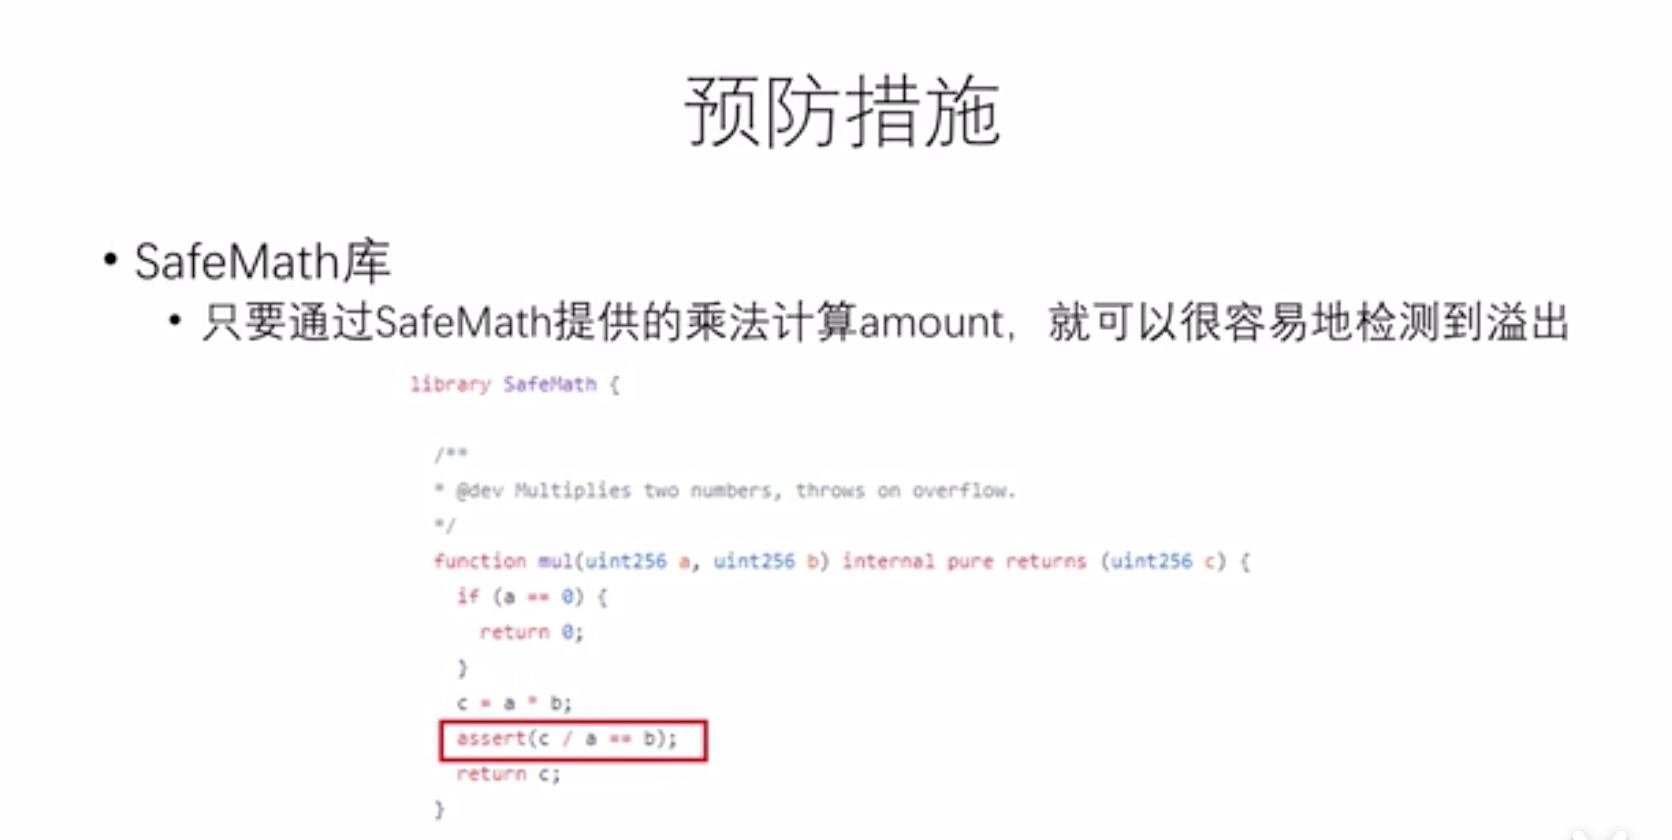 预防措施
• SafeMath库
• 只要通过SafeMath提供的乘法计算amount，就可以很容易地检测到溢出
library SafeMath {
/**
* @dev Multiplies two numbers, throws on overflow.
*/
function mul(uint256 a, uint256 b) internal pure returns (uint256 c) {
if (a == 0) {
return 0;
}
c = a * b;
assert(c / a == b);
return c;
}